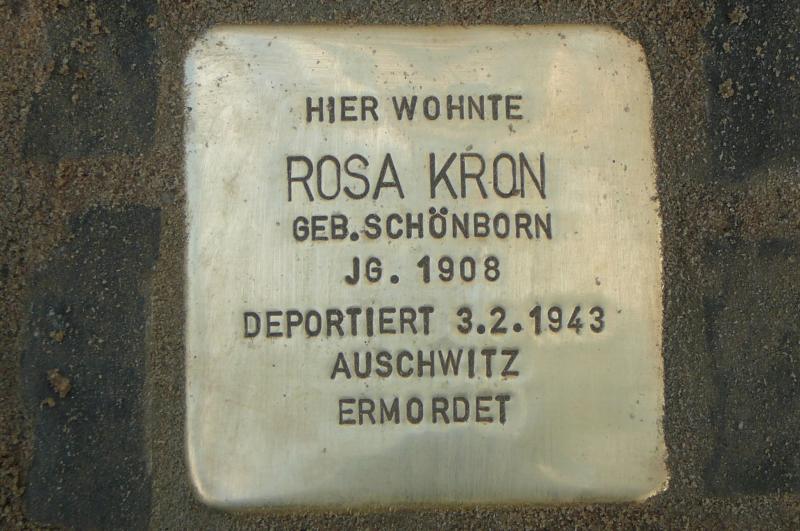 HIER WOHNTE
ROSA KRON
GEB.SCHÖNBORN
JG. 1908
DEPORTIERT 3.2.1943
AUSCHWITZ
ERMORDET